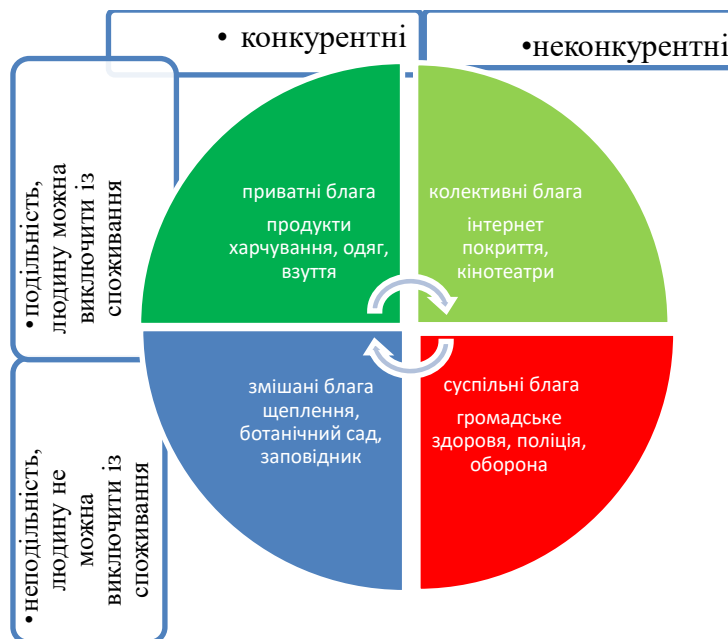 • конкурентні
•неконкурентні
•подільність,
людину можна
виключити із
споживання
приватні блага
продукти
харчування, одяг,
взуття
колективні блага
інтернет
покриття,
кінотеатри
•неподільність,
людину не
можна
виключити із
споживання
змішані блага
щеплення,
ботанічний сад,
заповідник
суспільні блага
громадське
здоровя, поліція,
оборона